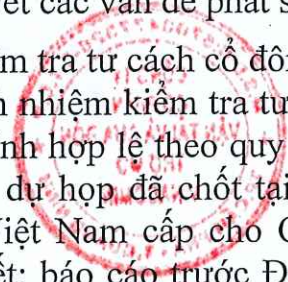 ết các vấn đề phát s
m tra tư cách cổ đôn
nhiệm kiểm tra tư
nh hợp lệ theo quy
dự họp đã chốt tại
Việt Nam cấp cho C
ết; báo cáo trước Đ